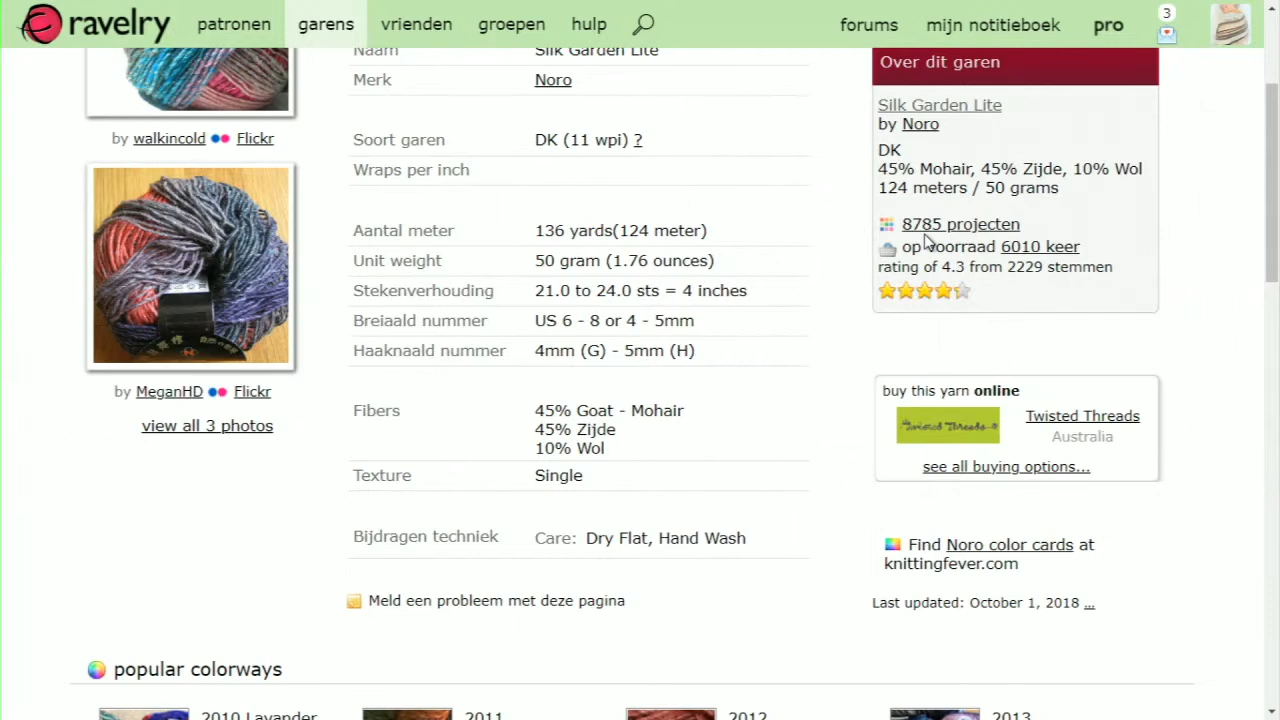 ravelry patronen garens vrienden groepen hulp forums mijn notitieboek pro 3
by walkincold Flickr
by MeganHD Flickr
view all 3 photos
Naam Silk Garden Lite
Merk Noro
Soort garen DK (11 wpi) ?
Wraps per inch
Aantal meter 136 yards(124 meter)
Unit weight 50 gram (1.76 ounces)
Stekenverhouding 21.0 to 24.0 sts = 4 inches
Breiaald nummer US 6 - 8 or 4 - 5mm
Haaknaald nummer 4mm (G) - 5mm (H)
Fibers 45% Goat - Mohair
45% Zijde
10% Wol
Texture Single
Bijdragen techniek Care: Dry Flat, Hand Wash
Meld een probleem met deze pagina
Over dit garen
Silk Garden Lite
by Noro
DK
45% Mohair, 45% Zijde, 10% Wol
124 meters / 50 grams
8785 projecten
op voorraad 6010 keer
rating of 4.3 from 2229 stemmen
buy this yarn online
Twisted Threads
Twisted Threads
Australia
see all buying options...
Find Noro color cards at
knittingfever.com
Last updated: October 1, 2018 ...
popular colorways
2010 Lavander 2011 2012 2013